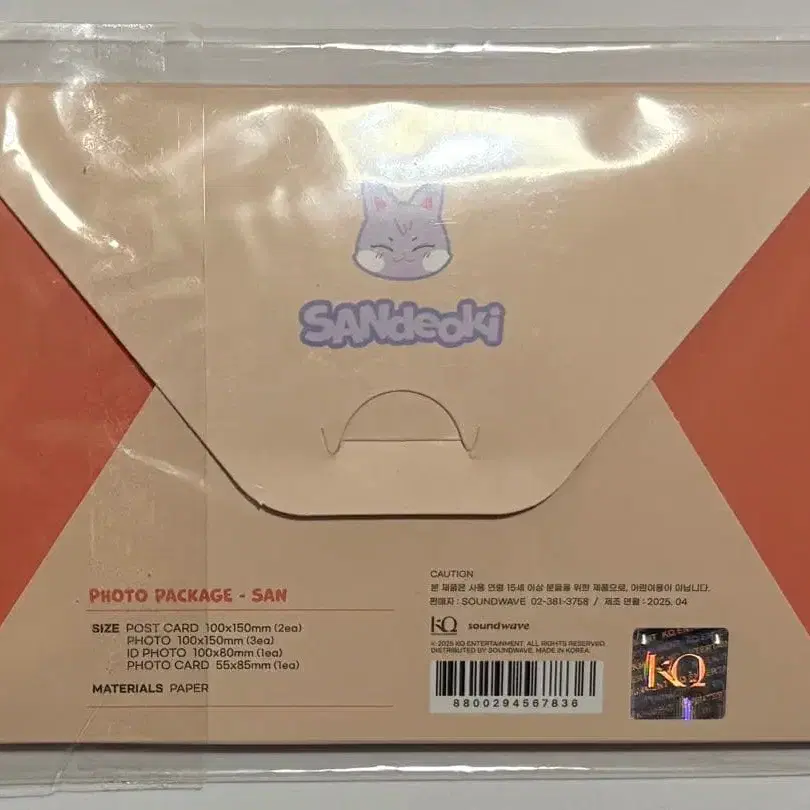 SANdeoki
PHOTO PACKAGE - SAN
SIZE POST CARD 100x150mm (2ea)
PHOTO 100x150mm (3ea)
ID PHOTO 100x80mm (1ea)
PHOTO CARD 55x85mm (1ea)
MATERIALS PAPER
CAUTION
본 제품은 사용 연령 15세 이상 분들을 위한 제품으로, 어린이용이 아닙니다.
판매자 : SOUNDWAVE 02-381-3758 / 제조 연월 : 2025. 04
KQ soundwave
© 2025 KQ ENTERTAINMENT. ALL RIGHTS RESERVED.
DISTRIBUTED BY SOUNDWAVE. MADE IN KOREA.
8800294567836
KQ